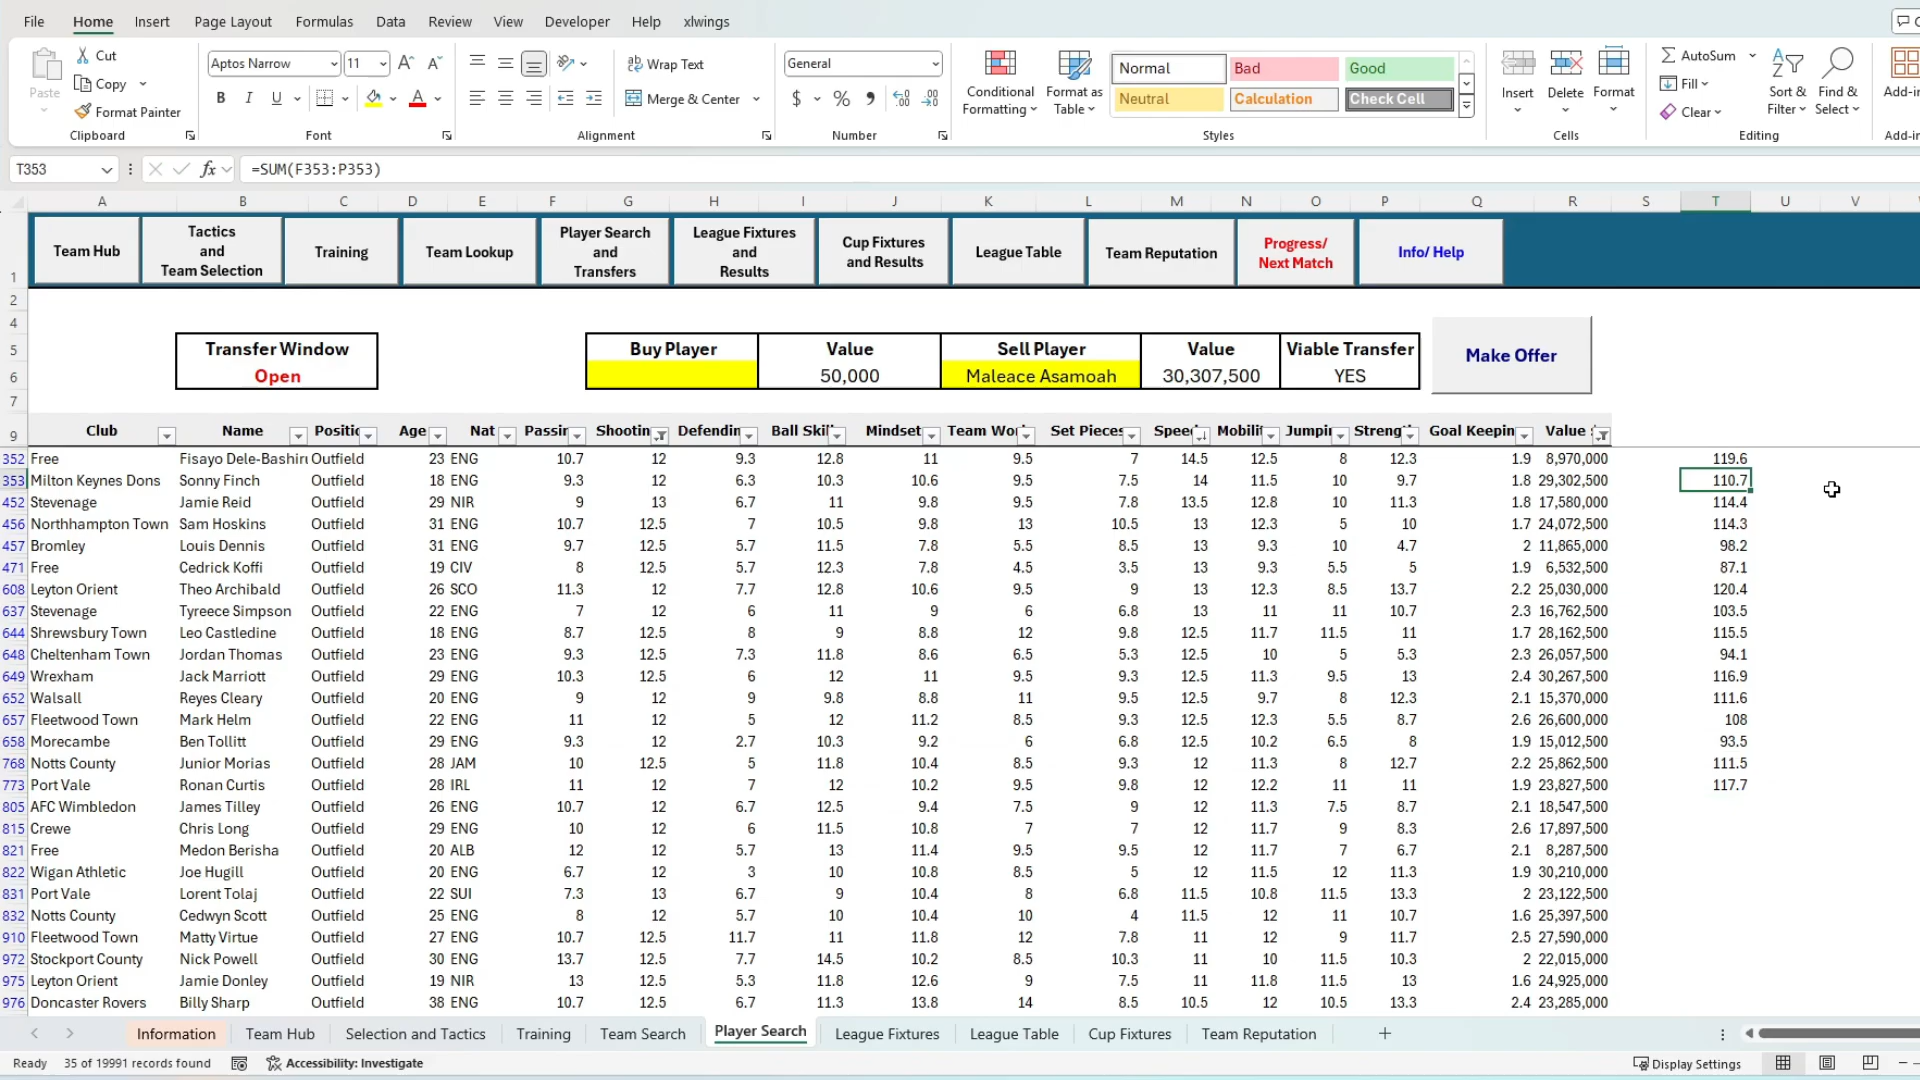 File Home Insert Page Layout Formulas Data Review View Developer Help xlwings
Cut
Copy
Format Painter
Paste
Clipboard
Aptos Narrow 11
B I U
Font
Wrap Text
Merge & Center
Alignment
General
$ % ,
Number
Conditional Formatting
Format as Table
Normal Bad Good
Neutral Calculation Check Cell
Styles
Insert Delete Format
Cells
AutoSum
Fill
Clear
Sort & Filter
Find & Select
Editing
Add-in
Add-in
T353 fx =SUM(F353:P353)
A B C D E F G H I J K L M N O P Q R S T U V
1 Team Hub Tactics and Team Selection Training Team Lookup Player Search and Transfers League Fixtures and Results Cup Fixtures and Results League Table Team Reputation Progress/ Next Match Info/ Help
2
4
5 Transfer Window Buy Player Value Sell Player Value Viable Transfer
6 Open 50,000 Maleace Asamoah 30,307,500 YES
Make Offer
7
9 Club Name Positic Age Nat Passin Shootin Defendin Ball Skil Mindset Team Wo Set Pieces Spee Mobili Jumpi Streng Goal Keepin Value
352 Free Fisayo Dele-Bashiru Outfield 23 ENG 10.7 12 9.3 12.8 11 9.5 7 14.5 12.5 8 12.3 1.9 8,970,000 119.6
353 Milton Keynes Dons Sonny Finch Outfield 18 ENG 9.3 12 6.3 10.3 10.6 9.5 7.5 14 11.5 10 9.7 1.8 29,302,500 110.7
452 Stevenage Jamie Reid Outfield 29 NIR 9 13 6.7 11 9.8 9.5 7.8 13.5 12.8 10 11.3 1.8 17,580,000 114.4
456 Northhampton Town Sam Hoskins Outfield 31 ENG 10.7 12.5 7 10.5 9.8 13 10.5 13 12.3 5 10 1.7 24,072,500 114.3
457 Bromley Louis Dennis Outfield 31 ENG 9.7 12.5 5.7 11.5 7.8 5.5 8.5 13 9.3 10 4.7 2 11,865,000 98.2
471 Free Cedrick Koffi Outfield 19 CIV 8 12.5 5.7 12.3 7.8 4.5 3.5 13 9.3 5.5 5 1.9 6,532,500 87.1
608 Leyton Orient Theo Archibald Outfield 26 SCO 11.3 12 7.7 12.8 10.6 9.5 9 13 12.3 8.5 13.7 2.2 25,030,000 120.4
637 Stevenage Tyreece Simpson Outfield 22 ENG 7 12 6 11 9 6 6.8 13 11 11 10.7 2.3 16,762,500 103.5
644 Shrewsbury Town Leo Castledine Outfield 18 ENG 8.7 12.5 8 9 8.8 12 9.8 12.5 11.7 11.5 11 1.7 28,162,500 115.5
648 Cheltenham Town Jordan Thomas Outfield 23 ENG 9.3 12.5 7.3 11.8 8.6 6.5 5.3 12.5 10 5 5.3 2.3 26,057,500 94.1
649 Wrexham Jack Marriott Outfield 29 ENG 10.3 12.5 6 12 11 9.5 9.3 12.5 11.3 9.5 13 2.4 30,267,500 116.9
652 Walsall Reyes Cleary Outfield 20 ENG 9 12 9 9.8 8.8 11 9.5 12.5 9.7 8 12.3 2.1 15,370,000 111.6
657 Fleetwood Town Mark Helm Outfield 22 ENG 11 12 5 12 11.2 8.5 9.3 12.5 12.3 5.5 8.7 2.6 26,600,000 108
658 Morecambe Ben Tollitt Outfield 29 ENG 9.3 12 2.7 10.3 9.2 6 6.8 12.5 10.2 6.5 8 1.9 15,012,500 93.5
768 Notts County Junior Morias Outfield 28 JAM 10 12.5 5 11.8 10.4 8.5 9.3 12 11.3 8 12.7 2.2 25,862,500 111.5
773 Port Vale Ronan Curtis Outfield 28 IRL 11 12 7 12 10.2 9.5 9.8 12 12.2 11 11 1.9 23,827,500 117.7
805 AFC Wimbledon James Tilley Outfield 26 ENG 10.7 12 6.7 12.5 9.4 7.5 9 12 11.3 7.5 8.7 2.1 18,547,500
815 Crewe Chris Long Outfield 29 ENG 10 12 6 11.5 10.8 7 7 12 11.7 9 8.3 2.6 17,897,500
821 Free Medon Berisha Outfield 20 ALB 12 12 5.7 13 11.4 9.5 9.5 12 11.7 7 6.7 2.1 8,287,500
822 Wigan Athletic Joe Hugill Outfield 20 ENG 6.7 12 3 10 10.8 8.5 5 12 11.5 12 11.3 1.9 30,210,000
831 Port Vale Lorent Tolaj Outfield 22 SUI 7.3 13 6.7 9 10.4 8 6.8 11.5 10.8 11.5 13.3 2 23,122,500
832 Notts County Cedwyn Scott Outfield 25 ENG 8 12 5.7 10 10.4 10 4 11.5 12 11 10.7 1.6 25,397,500
910 Fleetwood Town Matty Virtue Outfield 27 ENG 10.7 12.5 11.7 11 11.8 12 7.8 11 12 9 11.7 2.5 27,590,000
972 Stockport County Nick Powell Outfield 30 ENG 13.7 12.5 7.7 14.5 10.2 8.5 10.3 11 10 11.5 10.3 2 22,015,000
975 Leyton Orient Jamie Donley Outfield 19 NIR 13 12.5 5.3 11.8 12.6 9 7.5 11 11.8 11.5 13 1.6 24,925,000
976 Doncaster Rovers Billy Sharp Outfield 38 ENG 10.7 12.5 6.7 11.3 13.8 14 8.5 10.5 12 10.5 13.3 2.4 23,285,000
Information Team Hub Selection and Tactics Training Team Search Player Search League Fixtures League Table Cup Fixtures Team Reputation +
Ready 35 of 19991 records found Accessibility: Investigate Display Settings